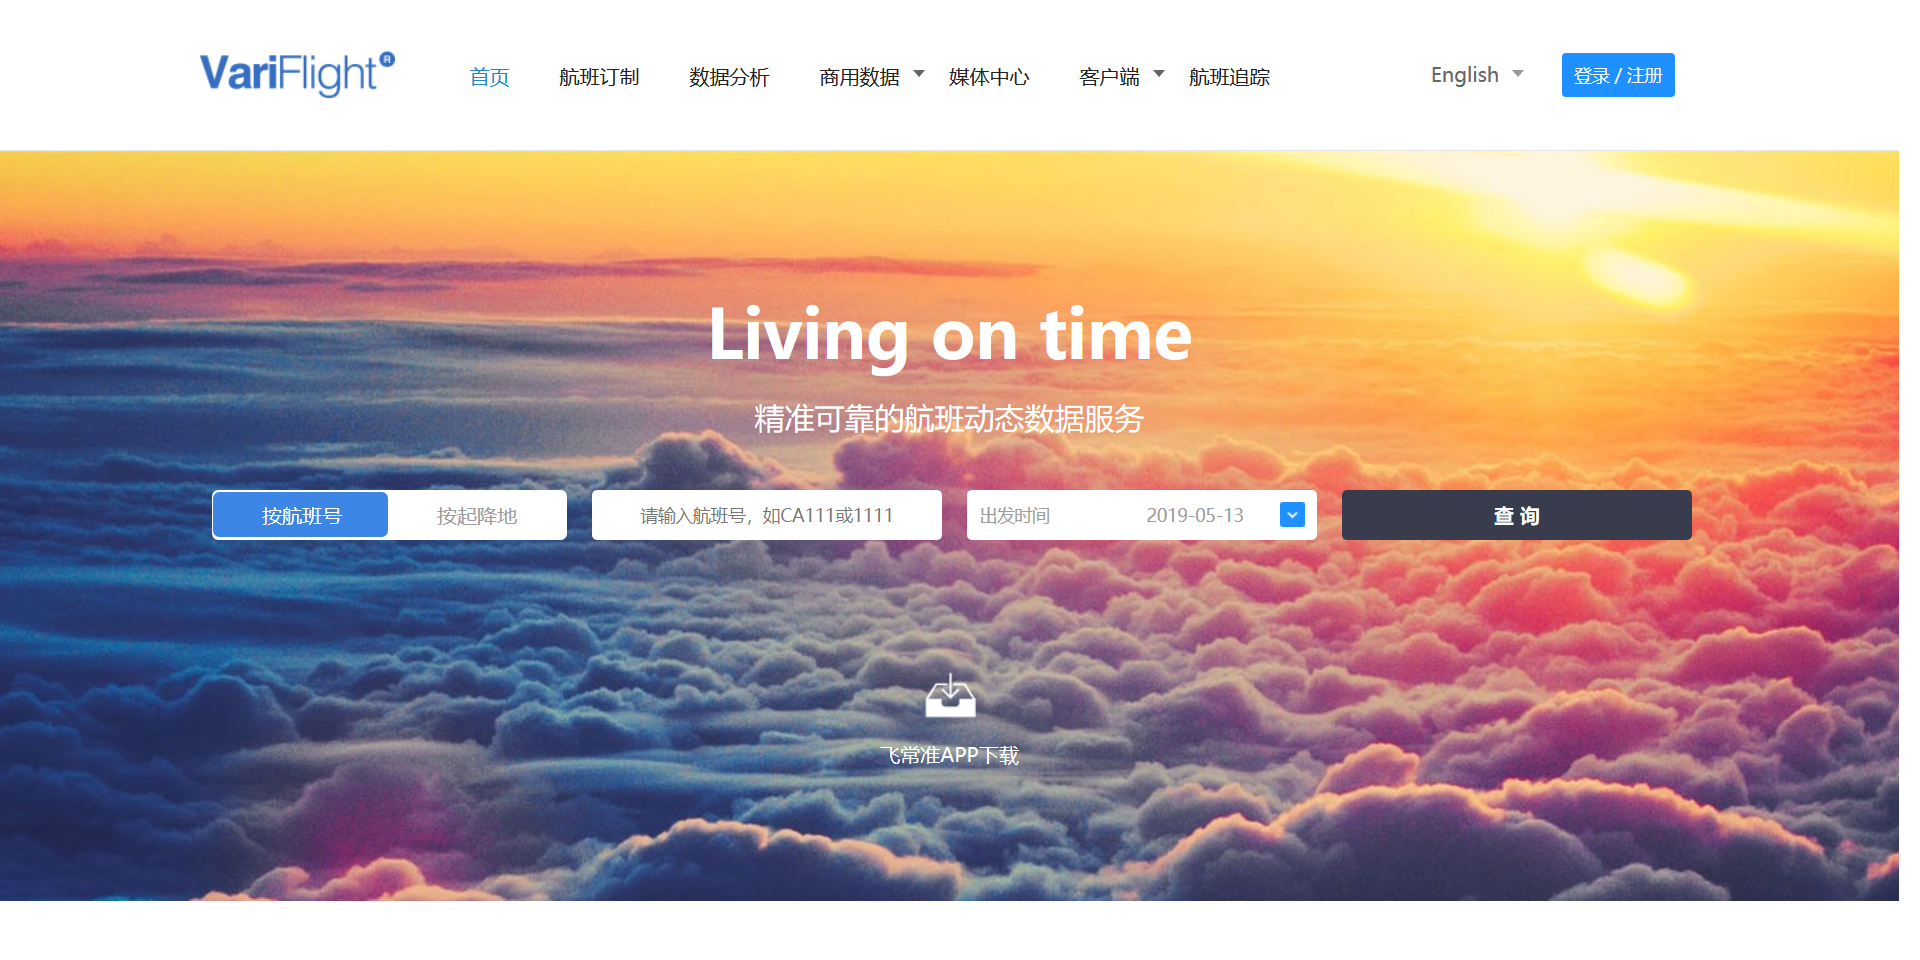 VariFlight®
首页 航班订制 数据分析 商用数据 媒体中心 客户端 航班追踪 English 登录 / 注册
Living on time
精准可靠的航班动态数据服务
按航班号 按起降地 请输入航班号，如CA111或1111 出发时间 2019-05-13 查 询
飞常准APP下载